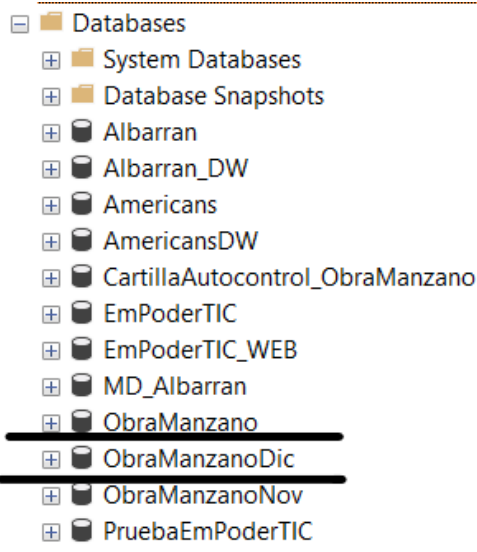 Databases
System Databases
Database Snapshots
Albarran
Albarran_DW
Americans
AmericansDW
CartillaAutocontrol_ObraManzano
EmPoderTIC
EmPoderTIC_WEB
MD_Albarran
ObraManzano
ObraManzanoDic
ObraManzanoNov
PruebaEmPoderTIC